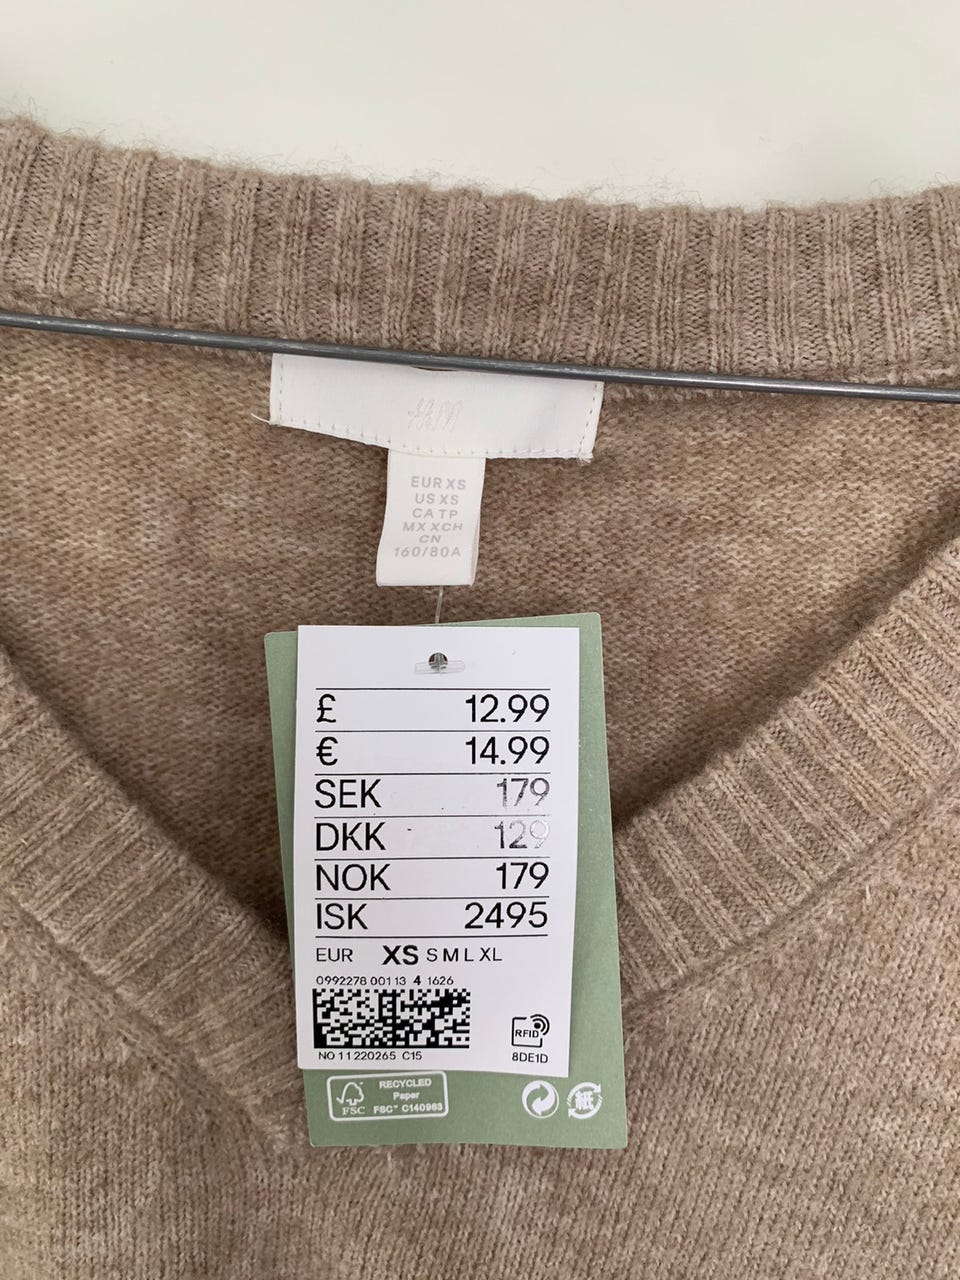 H&M
EUR XS
US XS
CA TP
MX XCH
CN
160/80A
£ 12.99
€ 14.99
SEK 179
DKK 129
NOK 179
ISK 2495
EUR XS S M L XL
0992278 00113 4 1626
RFID
NO 11220265 C15
8DE1D
RECYCLED
Paper
FSC FSC® C140963
紙